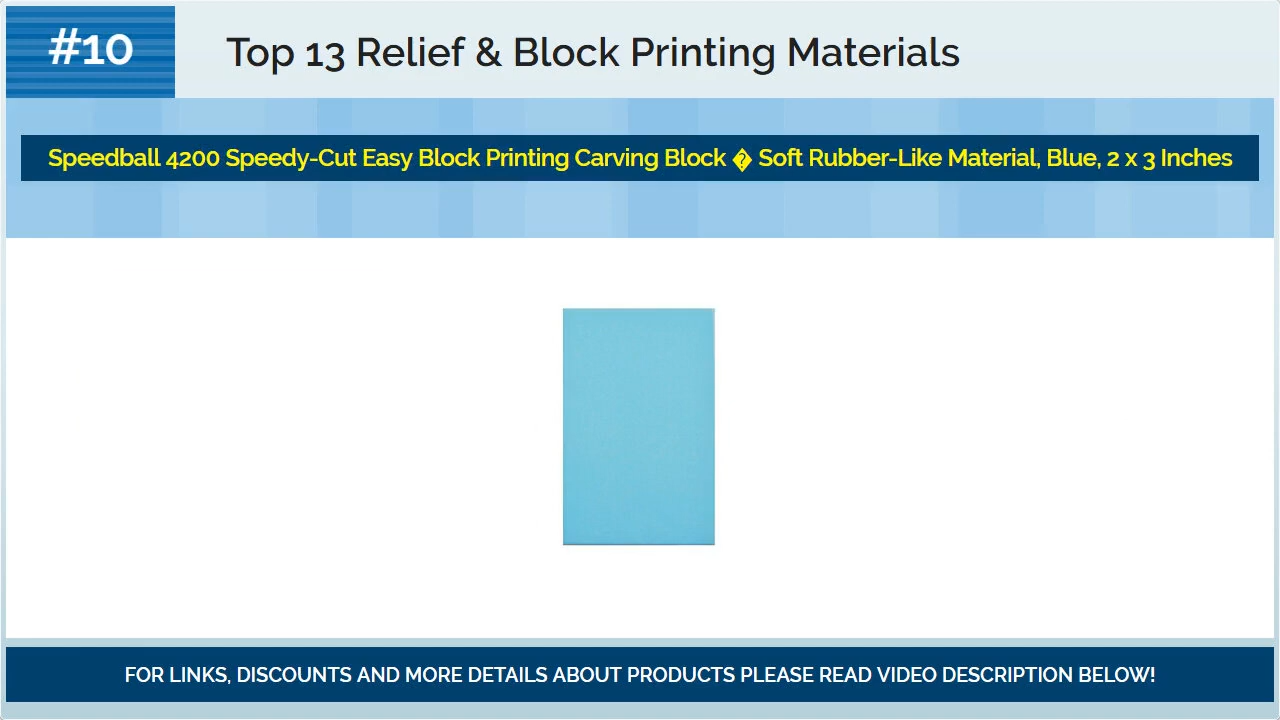 #10
Top 13 Relief & Block Printing Materials
Speedball 4200 Speedy-Cut Easy Block Printing Carving Block � Soft Rubber-Like Material, Blue, 2 x 3 Inches
FOR LINKS, DISCOUNTS AND MORE DETAILS ABOUT PRODUCTS PLEASE READ VIDEO DESCRIPTION BELOW!